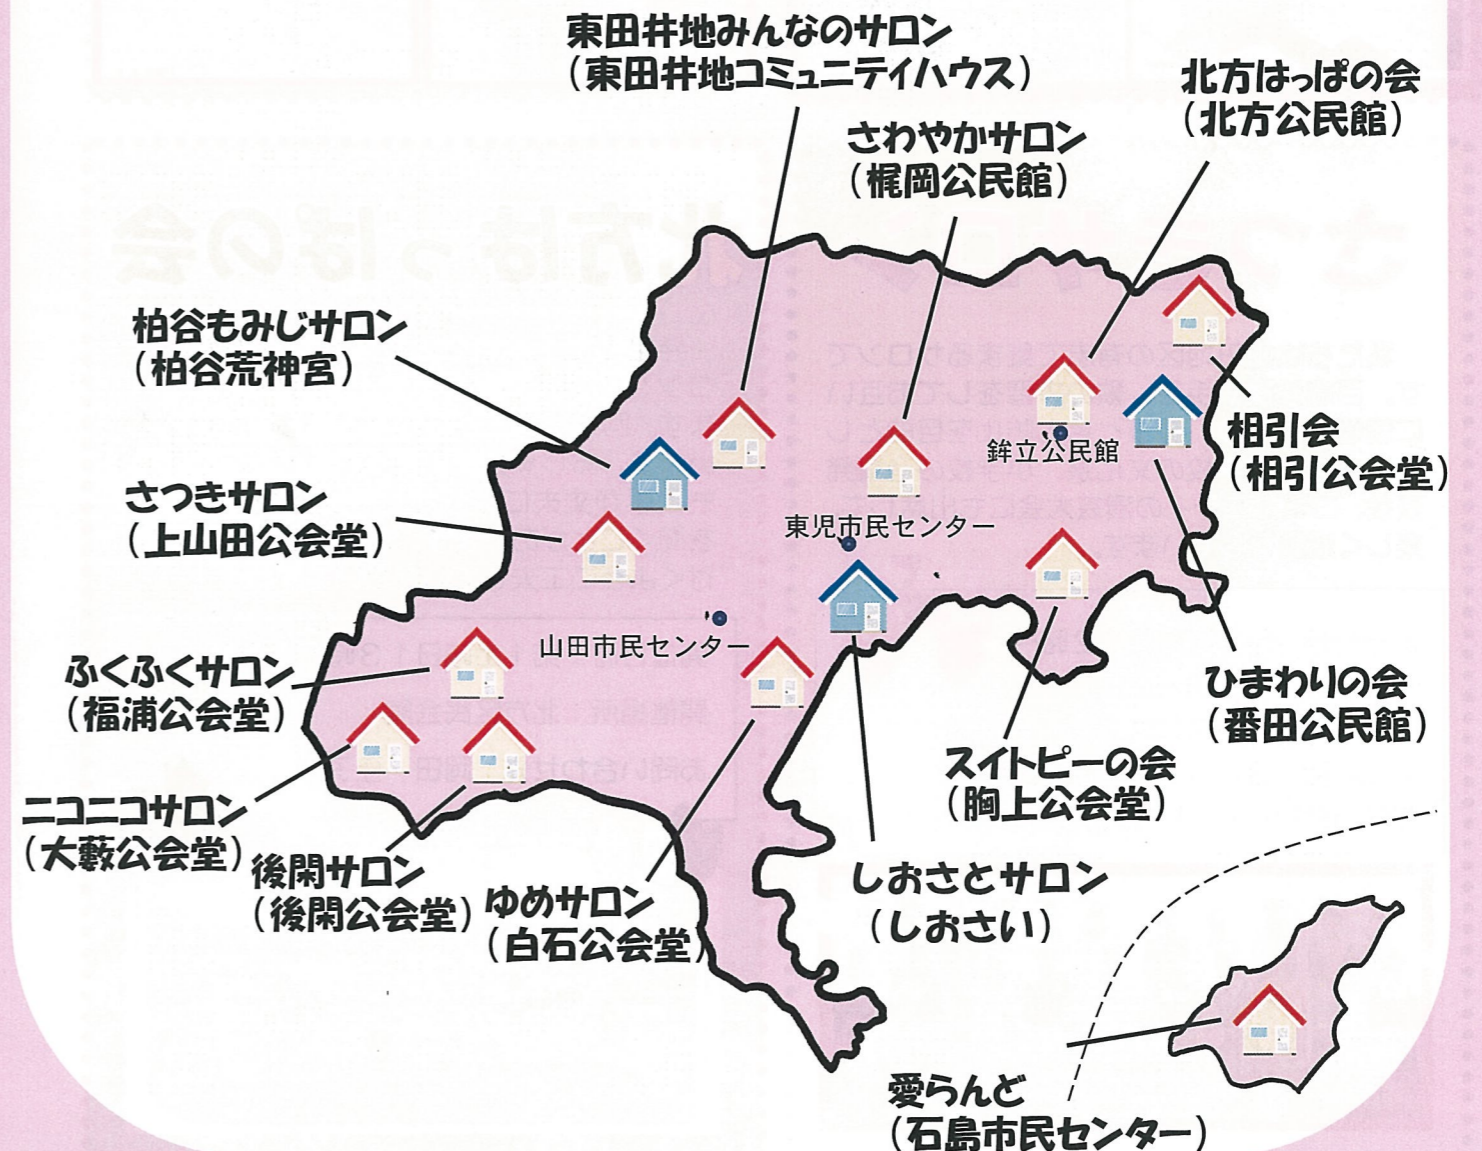 東田井地みんなのサロン
(東田井地コミュニティハウス)
北方はっぱの会
(北方公民館)
さわやかサロン
(梶岡公民館)
柏谷もみじサロン
(柏谷荒神宮)
相引会
(相引公会堂)
鉾立公民館
さつきサロン
(上山田公会堂)
東児市民センター
山田市民センター
ふくふくサロン
(福浦公会堂)
ひまわりの会
(番田公民館)
スイトピーの会
(胸上公会堂)
ニコニコサロン
(大藪公会堂)
後閑サロン
(後閑公会堂)
ゆめサロン
(白石公会堂)
しおさとサロン
(しおさい)
愛らんど
(石島市民センター)
北方はっぱの会